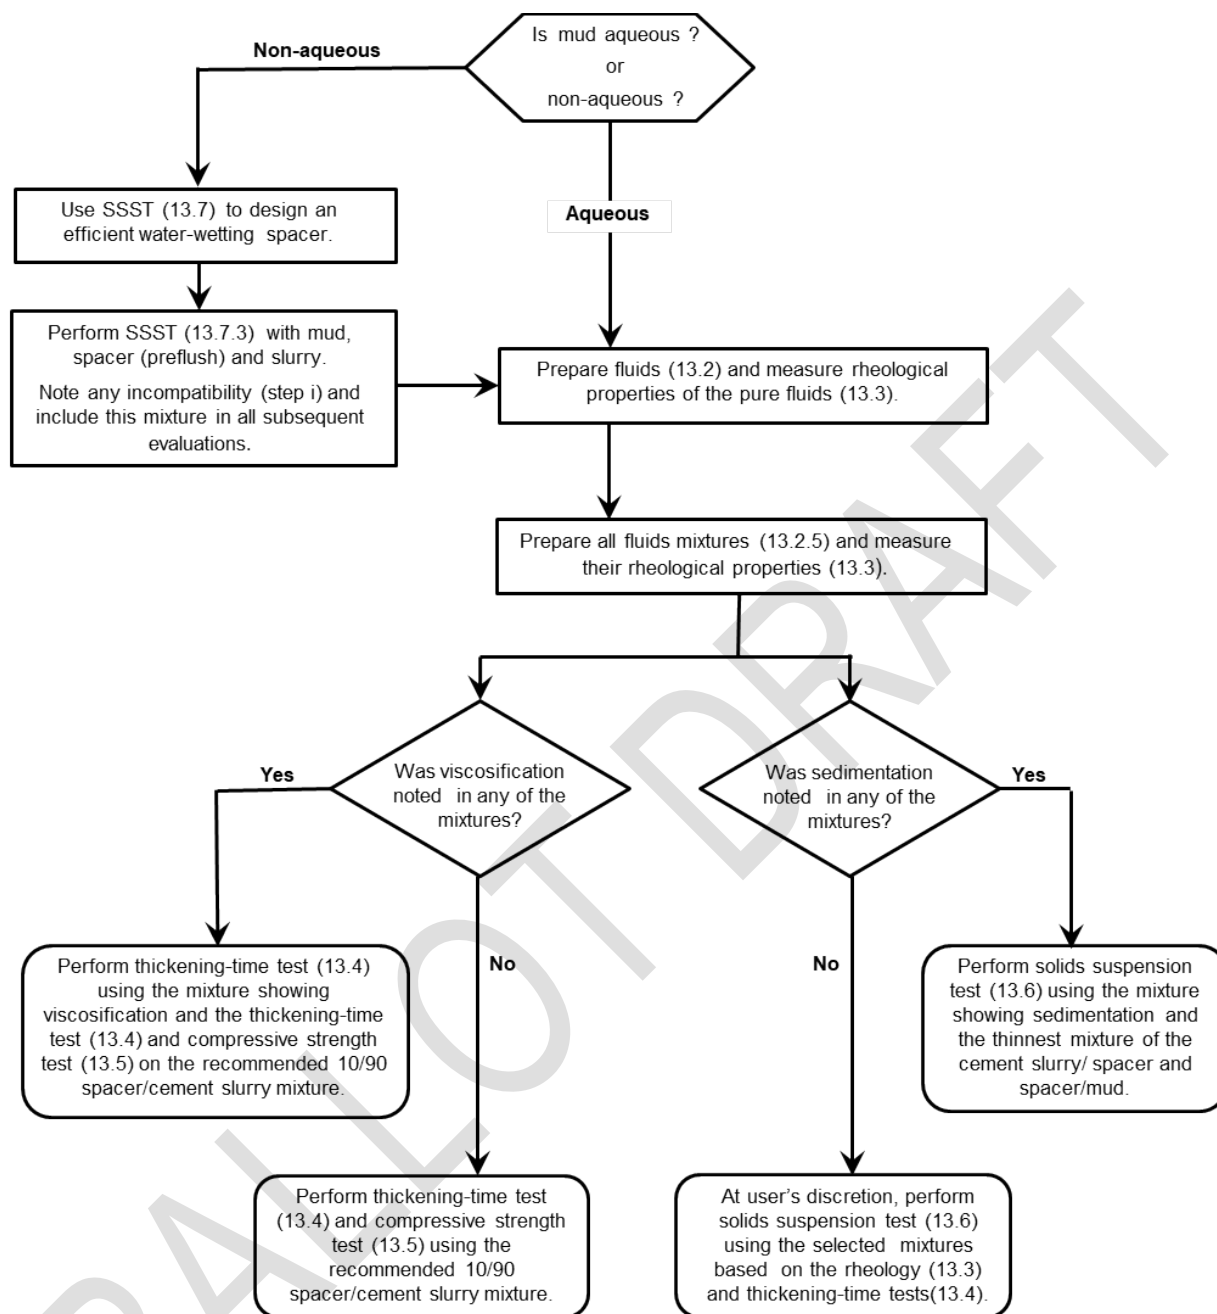 Is mud aqueous ?
or
non-aqueous ?
Non-aqueous
Aqueous
Use SSST (13.7) to design an
efficient water-wetting spacer.
Perform SSST (13.7.3) with mud,
spacer (preflush) and slurry.
Note any incompatibility (step i) and
include this mixture in all subsequent
evaluations.
Prepare fluids (13.2) and measure rheological
properties of the pure fluids (13.3).
Prepare all fluids mixtures (13.2.5) and measure
their rheological properties (13.3).
Was viscosification
noted in any of the
mixtures?
Yes
No
Was sedimentation
noted in any of the
mixtures?
Yes
No
Perform thickening-time test (13.4)
using the mixture showing
viscosification and the thickening-time
test (13.4) and compressive strength
test (13.5) on the recommended 10/90
spacer/cement slurry mixture.
Perform solids suspension
test (13.6) using the mixture
showing sedimentation and
the thinnest mixture of the
cement slurry/ spacer and
spacer/mud.
Perform thickening-time test
(13.4) and compressive strength
test (13.5) using the
recommended 10/90
spacer/cement slurry mixture.
At user’s discretion, perform
solids suspension test (13.6)
using the selected mixtures
based on the rheology (13.3)
and thickening-time tests(13.4).
BALLOT DRAFT